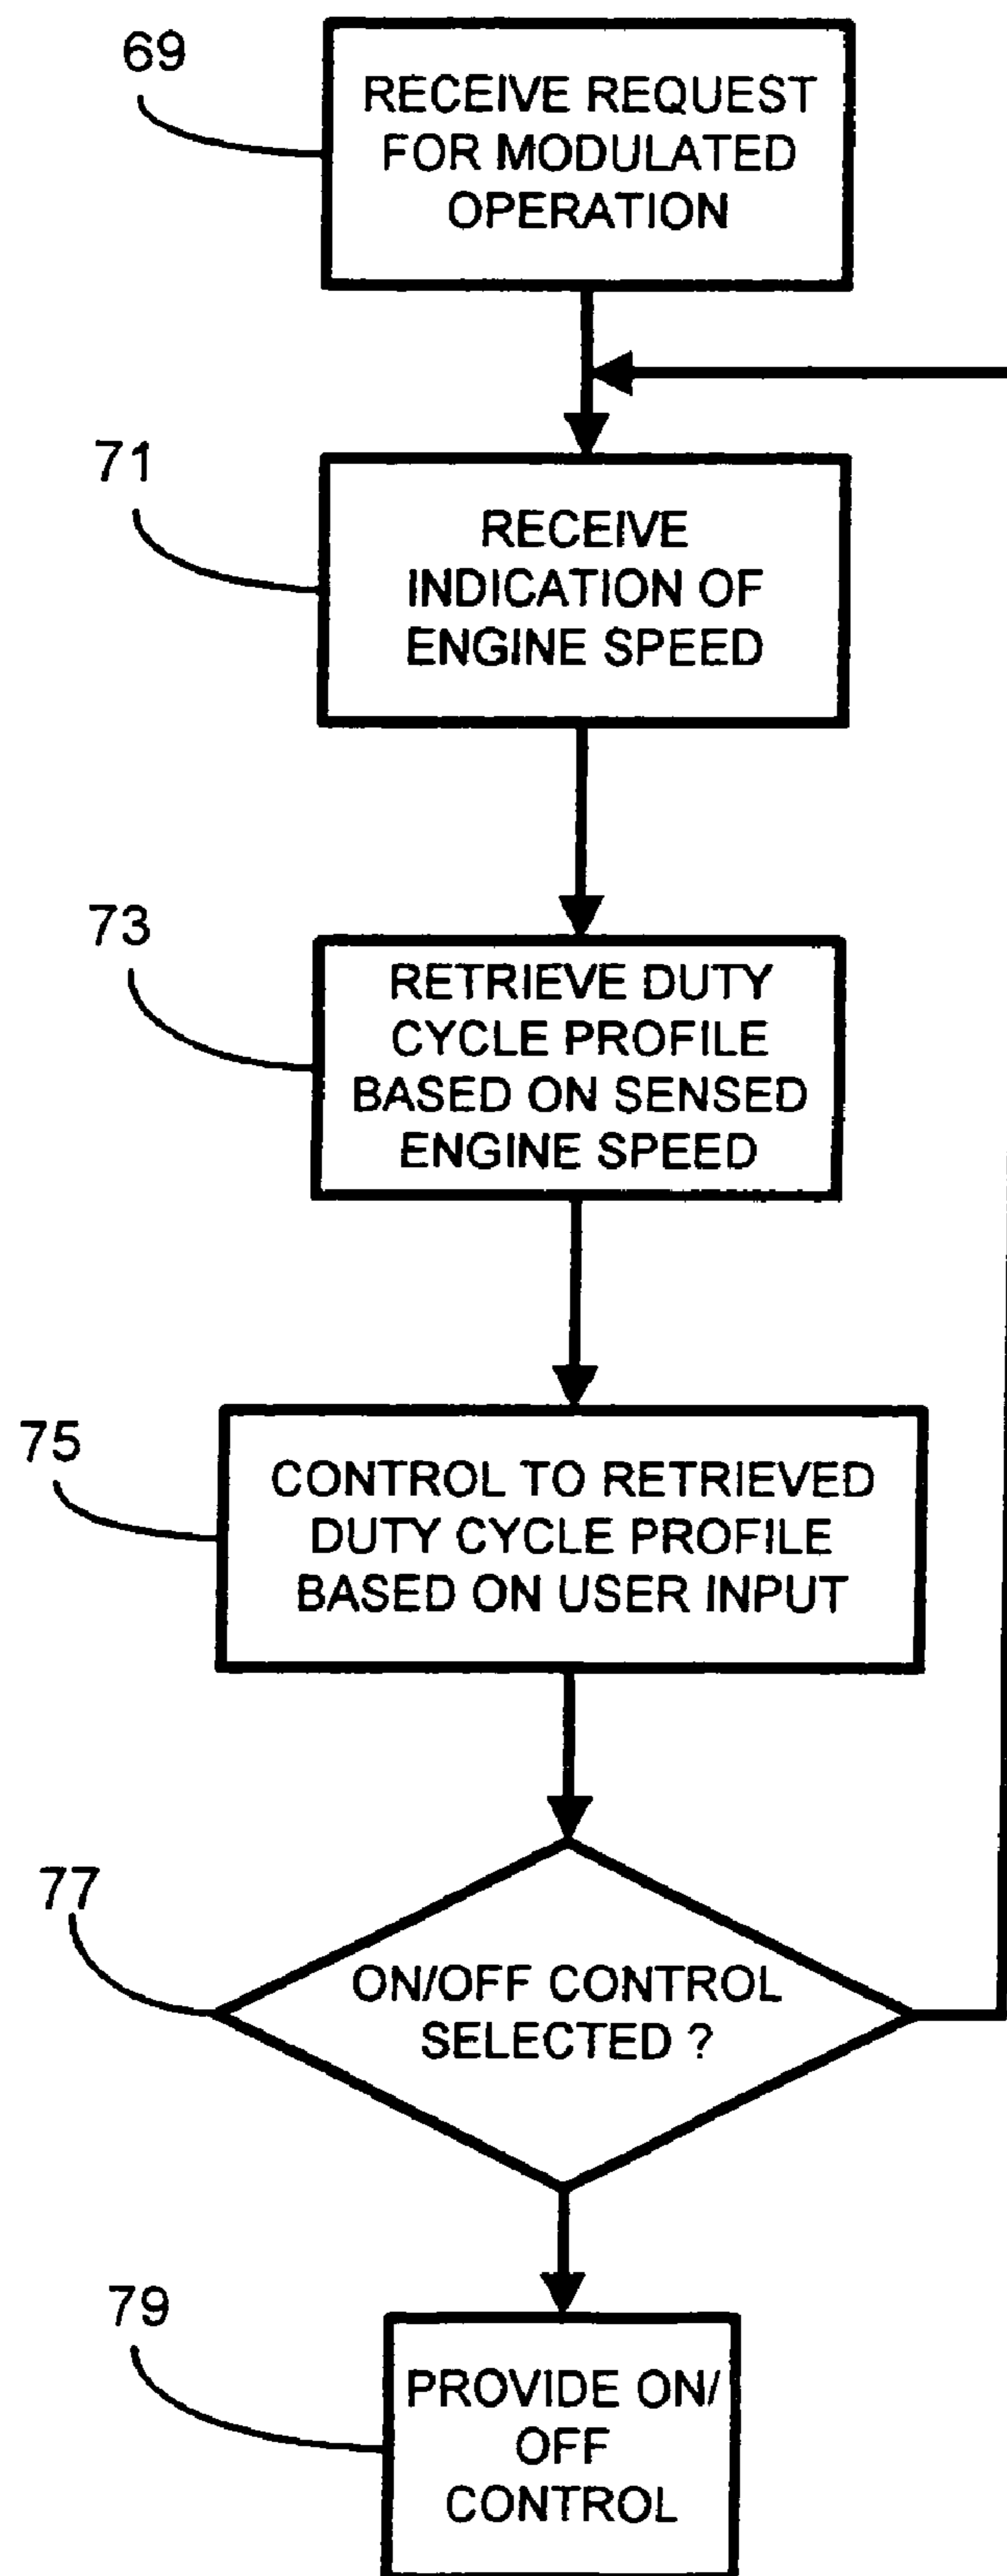 69
RECEIVE REQUEST
FOR MODULATED
OPERATION
71
RECEIVE
INDICATION OF
ENGINE SPEED
73
RETRIEVE DUTY
CYCLE PROFILE
BASED ON SENSED
ENGINE SPEED
75
CONTROL TO RETRIEVED
DUTY CYCLE PROFILE
BASED ON USER INPUT
77
ON/OFF CONTROL
SELECTED ?
79
PROVIDE ON/
OFF
CONTROL